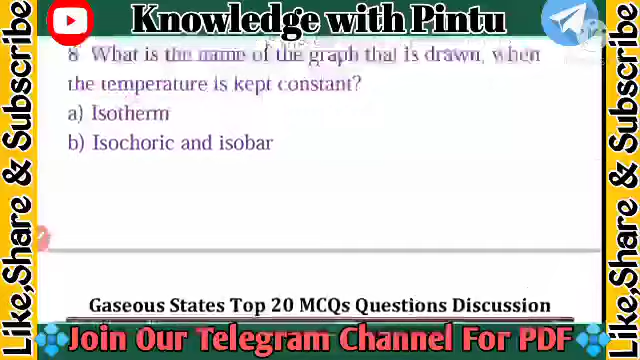 Knowledge with Pintu
8 What is the name of the graph that is drawn, when
the temperature is kept constant?
a) Isotherm
b) Isochoric and isobar
Gaseous States Top 20 MCQs Questions Discussion
Join Our Telegram Channel For PDF
Like,Share & Subscribe
Like,Share & Subscribe